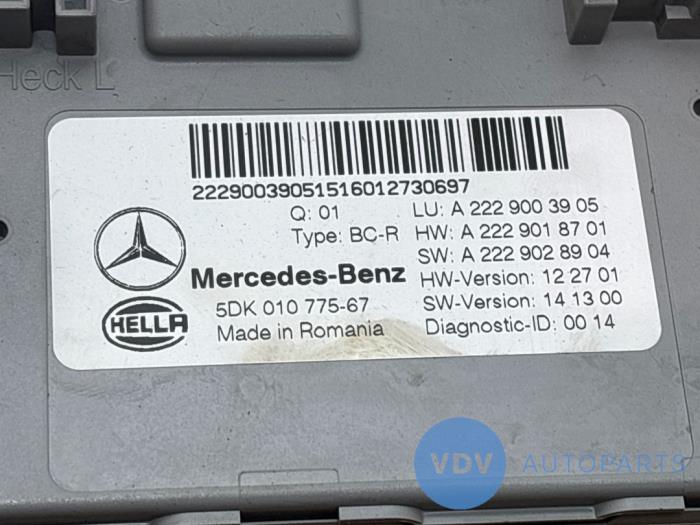 Heck L
22290039051516012730697
Q: 01
Type: BC-R
LU: A 222 900 39 05
HW: A 222 901 87 01
SW: A 222 902 89 04
Mercedes-Benz
HW-Version: 12 27 01
HELLA
5DK 010 775-67
SW-Version: 14 13 00
Made in Romania
Diagnostic-ID: 00 14
VDV AUTOPARTS